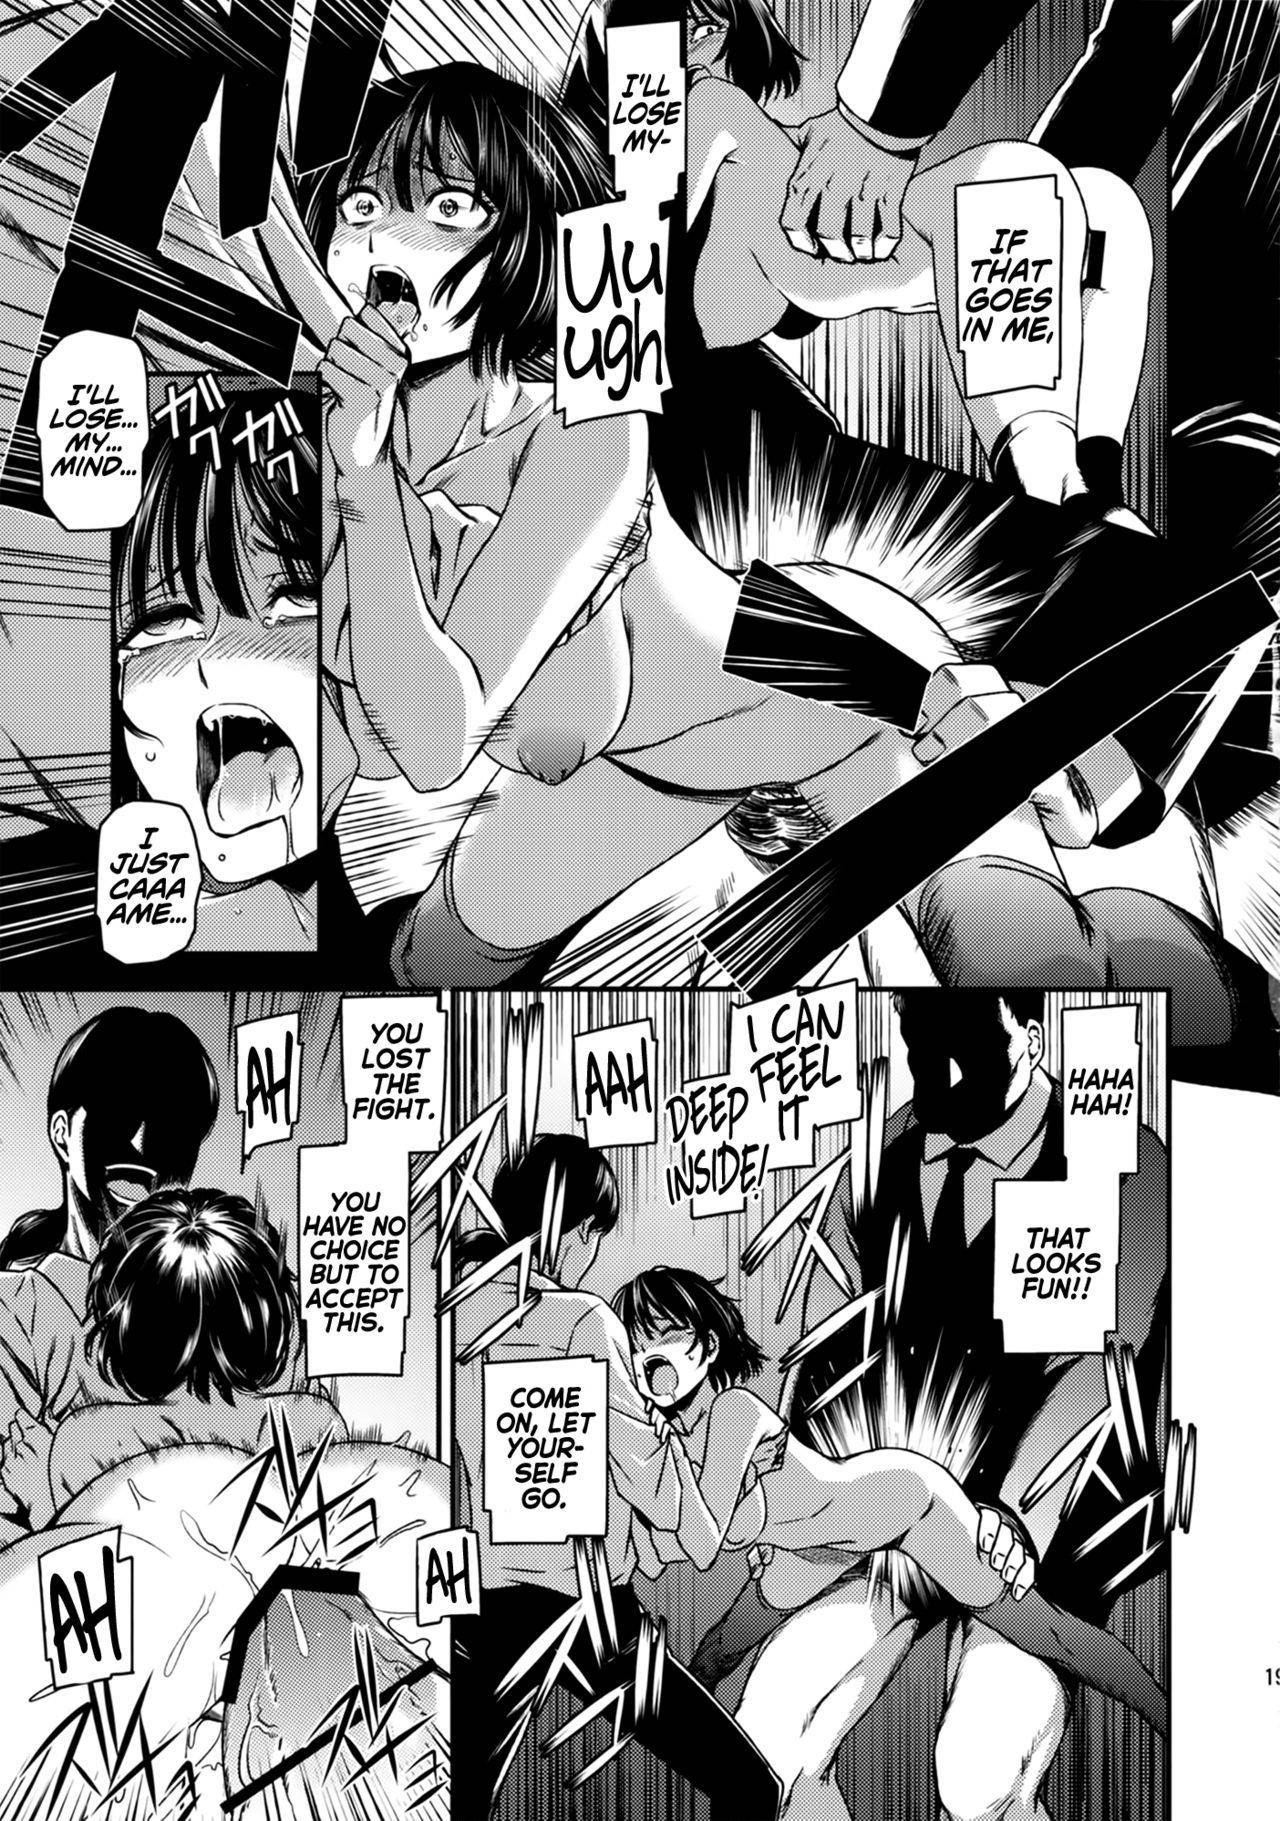 IF
THAT
GOES
IN ME,
I'LL
LOSE
MY-
Uu
ugh
ガク
ガク
I'LL
LOSE...
MY...
MIND...
I
JUST
CAAA
AME...
HAHA
HAH!
THAT
LOOKS
FUN!!
I CAN
FEEL
IT
DEEP
INSIDE!
AAH
COME
ON, LET
YOUR-
SELF
GO.
YOU
LOST
THE
FIGHT.
YOU
HAVE NO
CHOICE
BUT TO
ACCEPT
THIS.
AH
AH
AH
19